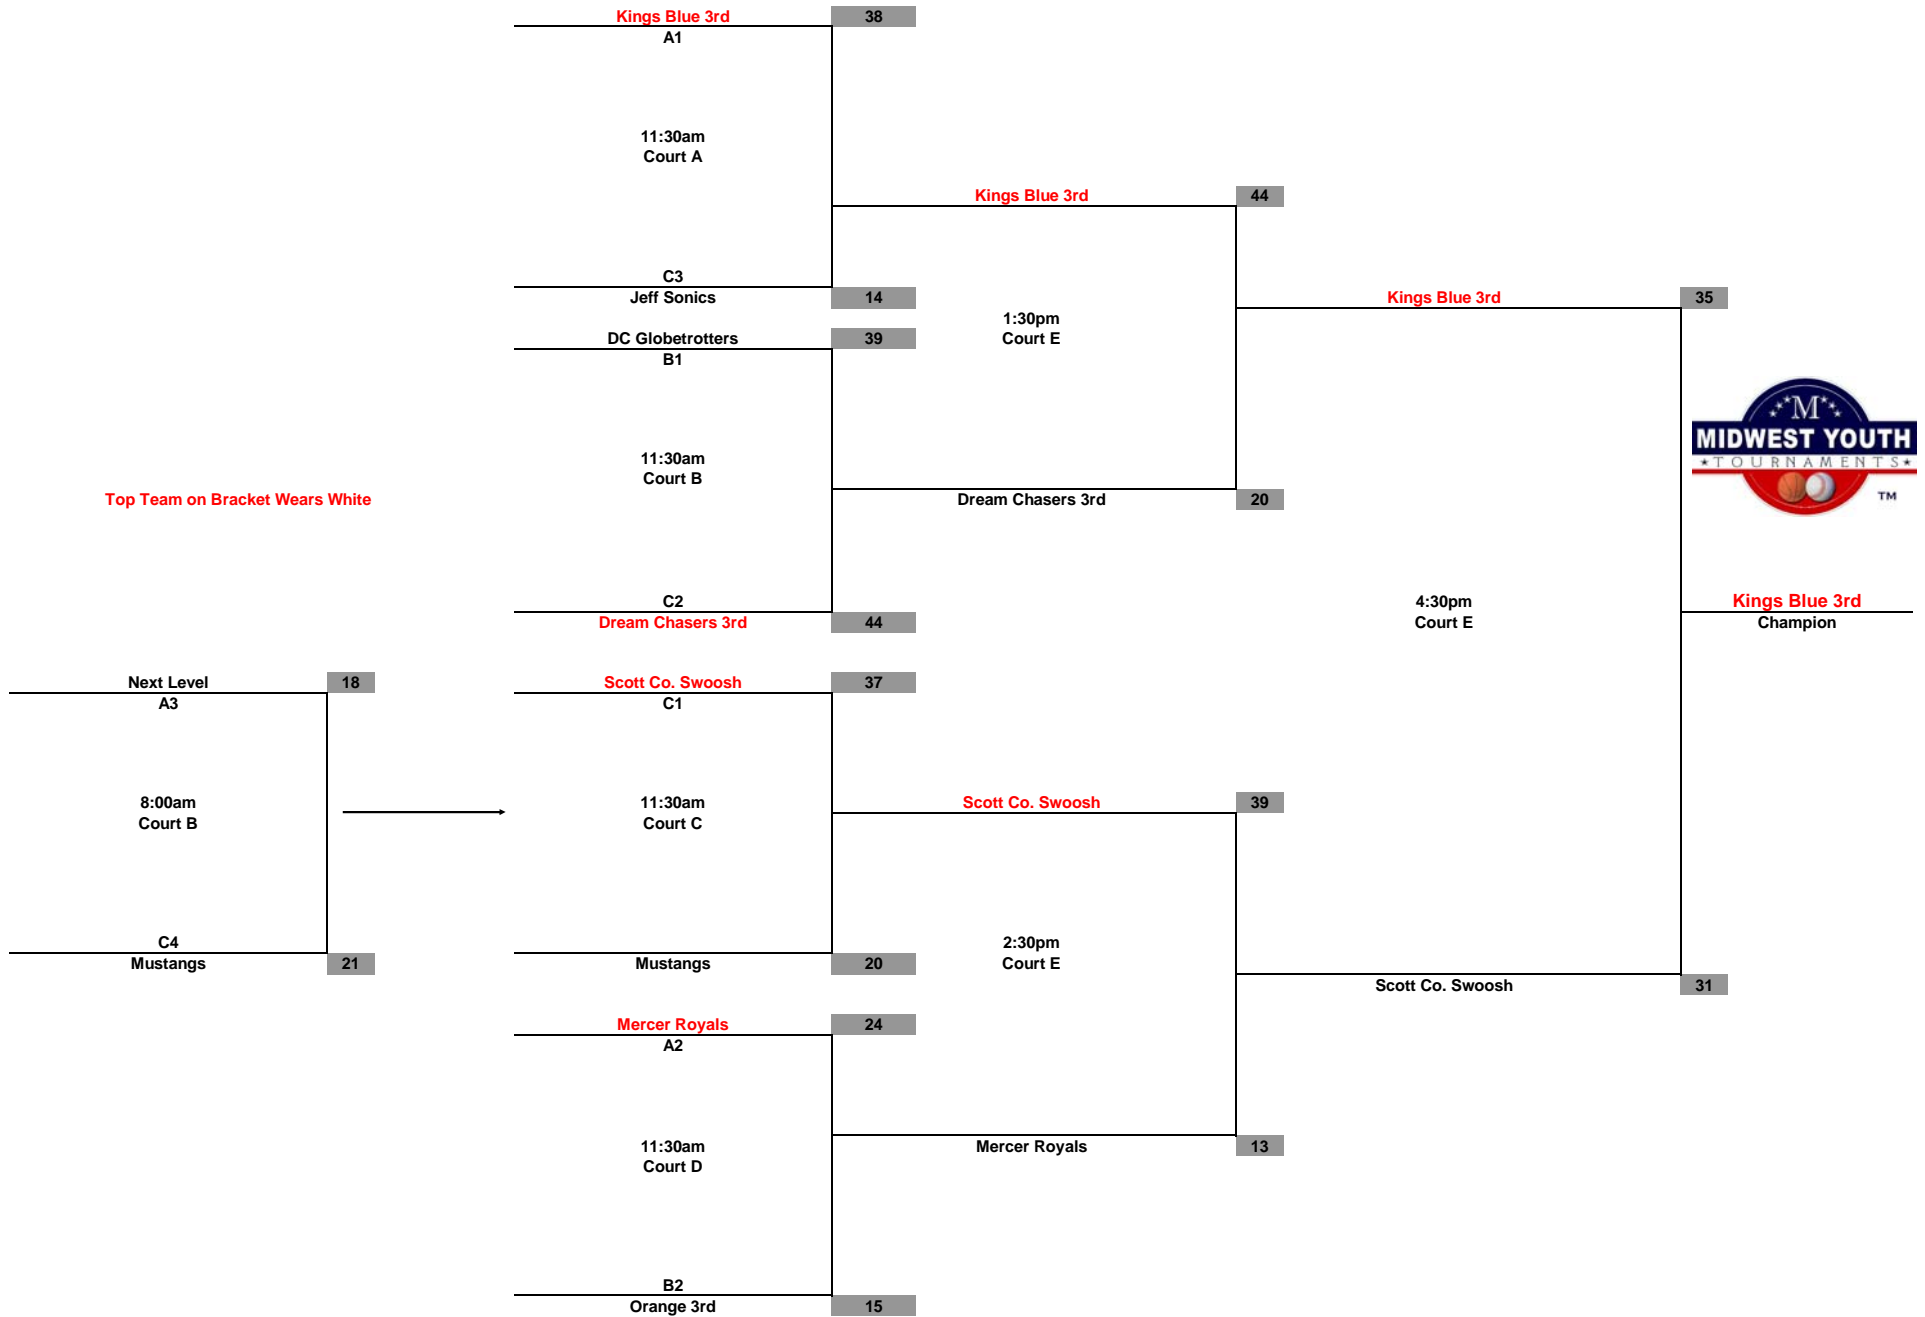 Kings Blue 3rd 38
A1
11:30am
Court A
Kings Blue 3rd 44
C3
Jeff Sonics 14
Kings Blue 3rd 35
1:30pm
Court E
DC Globetrotters 39
B1
M
MIDWEST YOUTH
TOURNAMENTS
TM
11:30am
Court B
Top Team on Bracket Wears White
Dream Chasers 3rd 20
C2
Dream Chasers 3rd 44
4:30pm
Court E
Kings Blue 3rd
Champion
Next Level 18
A3
Scott Co. Swoosh 37
C1
8:00am
Court B
11:30am
Court C
Scott Co. Swoosh 39
C4
Mustangs 21
Mustangs 20
2:30pm
Court E
Scott Co. Swoosh 31
Mercer Royals 24
A2
11:30am
Court D
Mercer Royals 13
B2
Orange 3rd 15